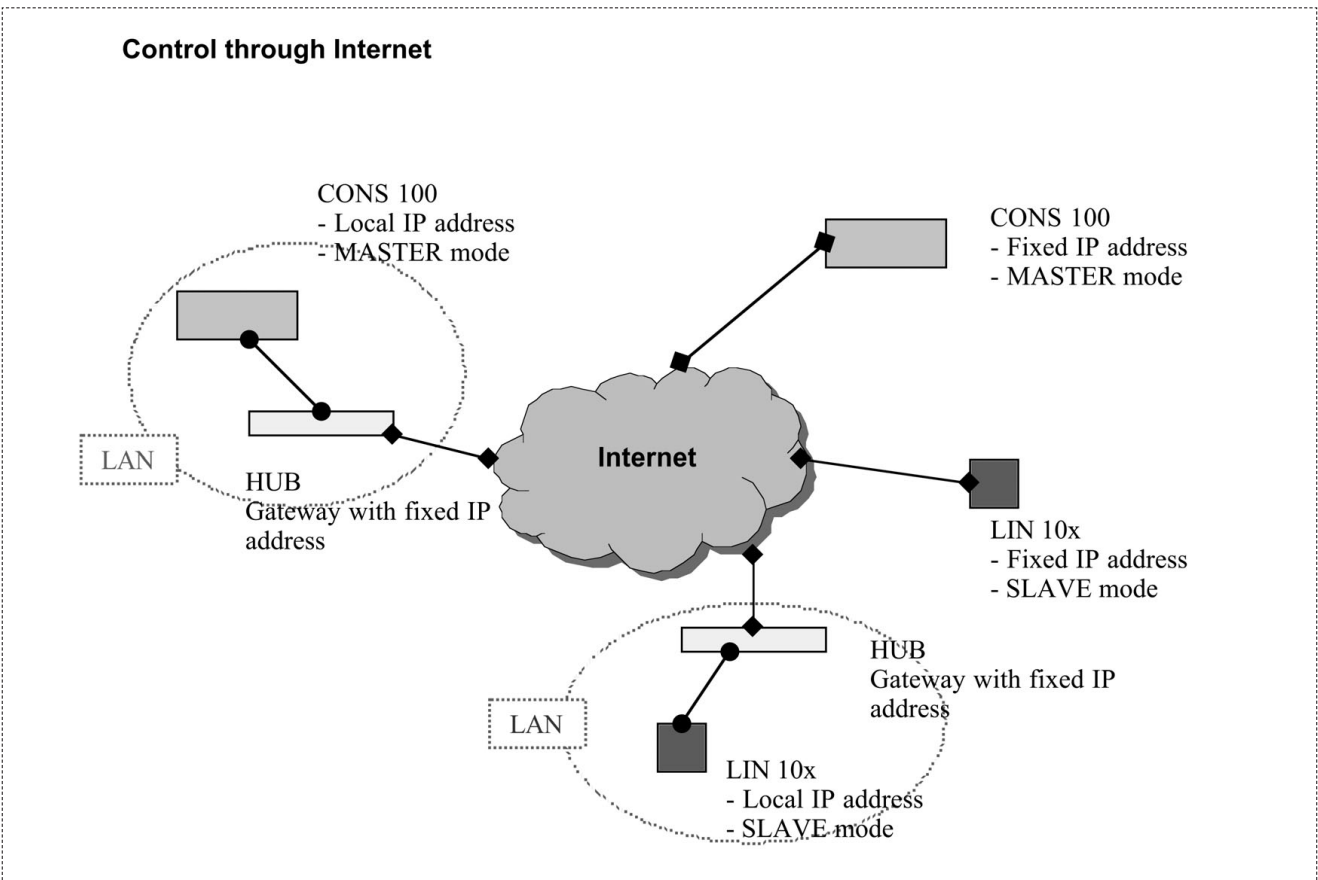 Control through Internet
CONS 100
- Local IP address
- MASTER mode
CONS 100
- Fixed IP address
- MASTER mode
LAN
HUB
Gateway with fixed IP
address
Internet
LIN 10x
- Fixed IP address
- SLAVE mode
HUB
Gateway with fixed IP
address
LAN
LIN 10x
- Local IP address
- SLAVE mode